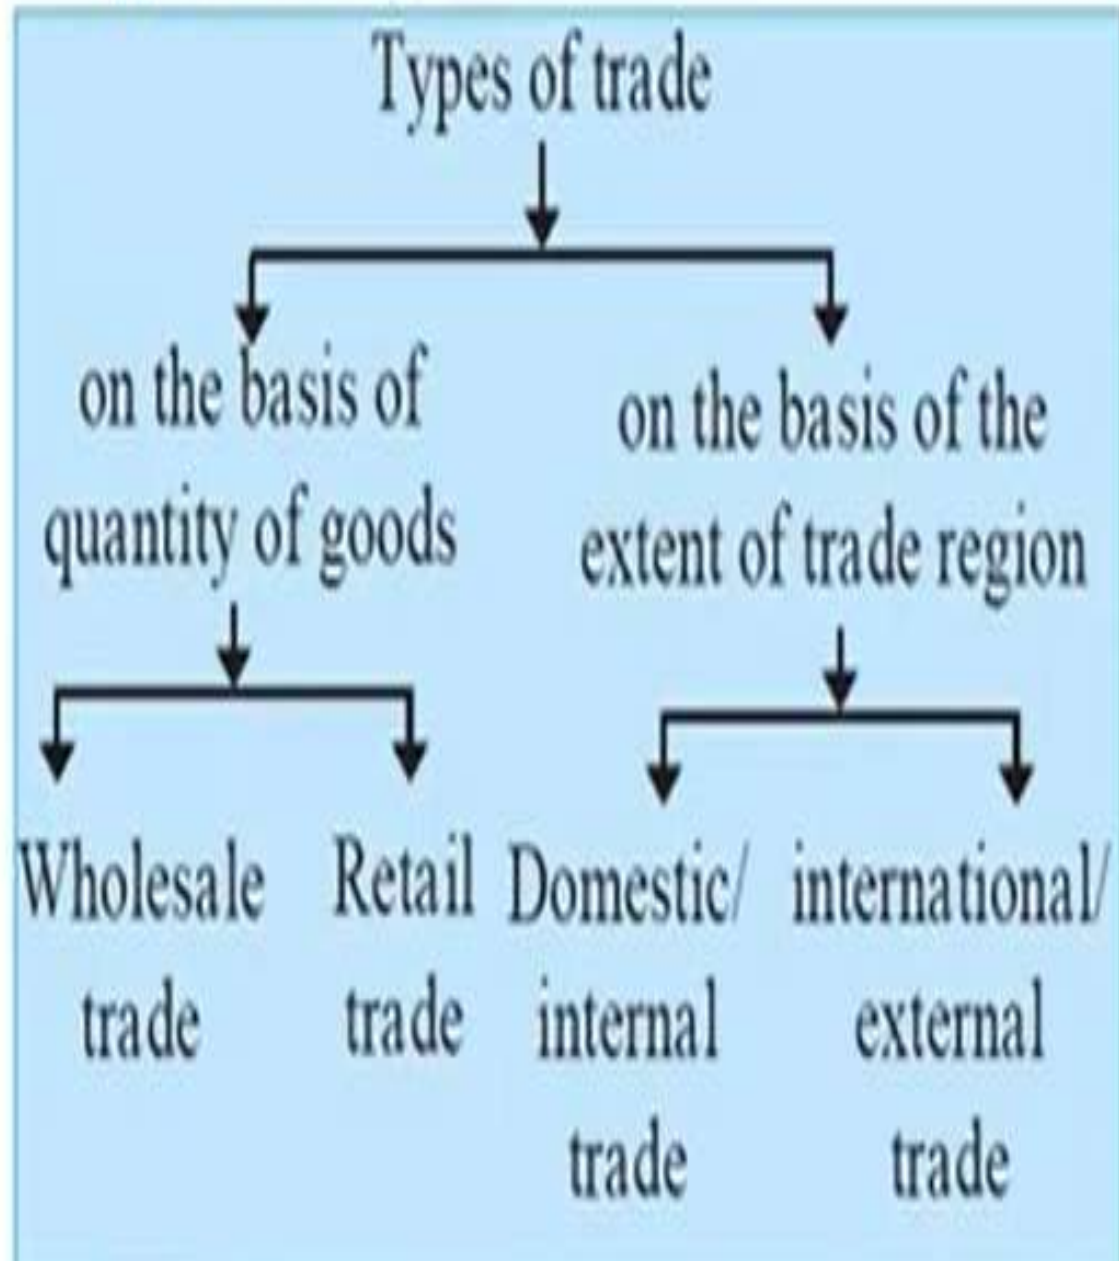 Types of trade
on the basis of
quantity of goods
on the basis of the
extent of trade region
Wholesale
trade
Retail
trade
Domestic/
internal
trade
international/
external
trade